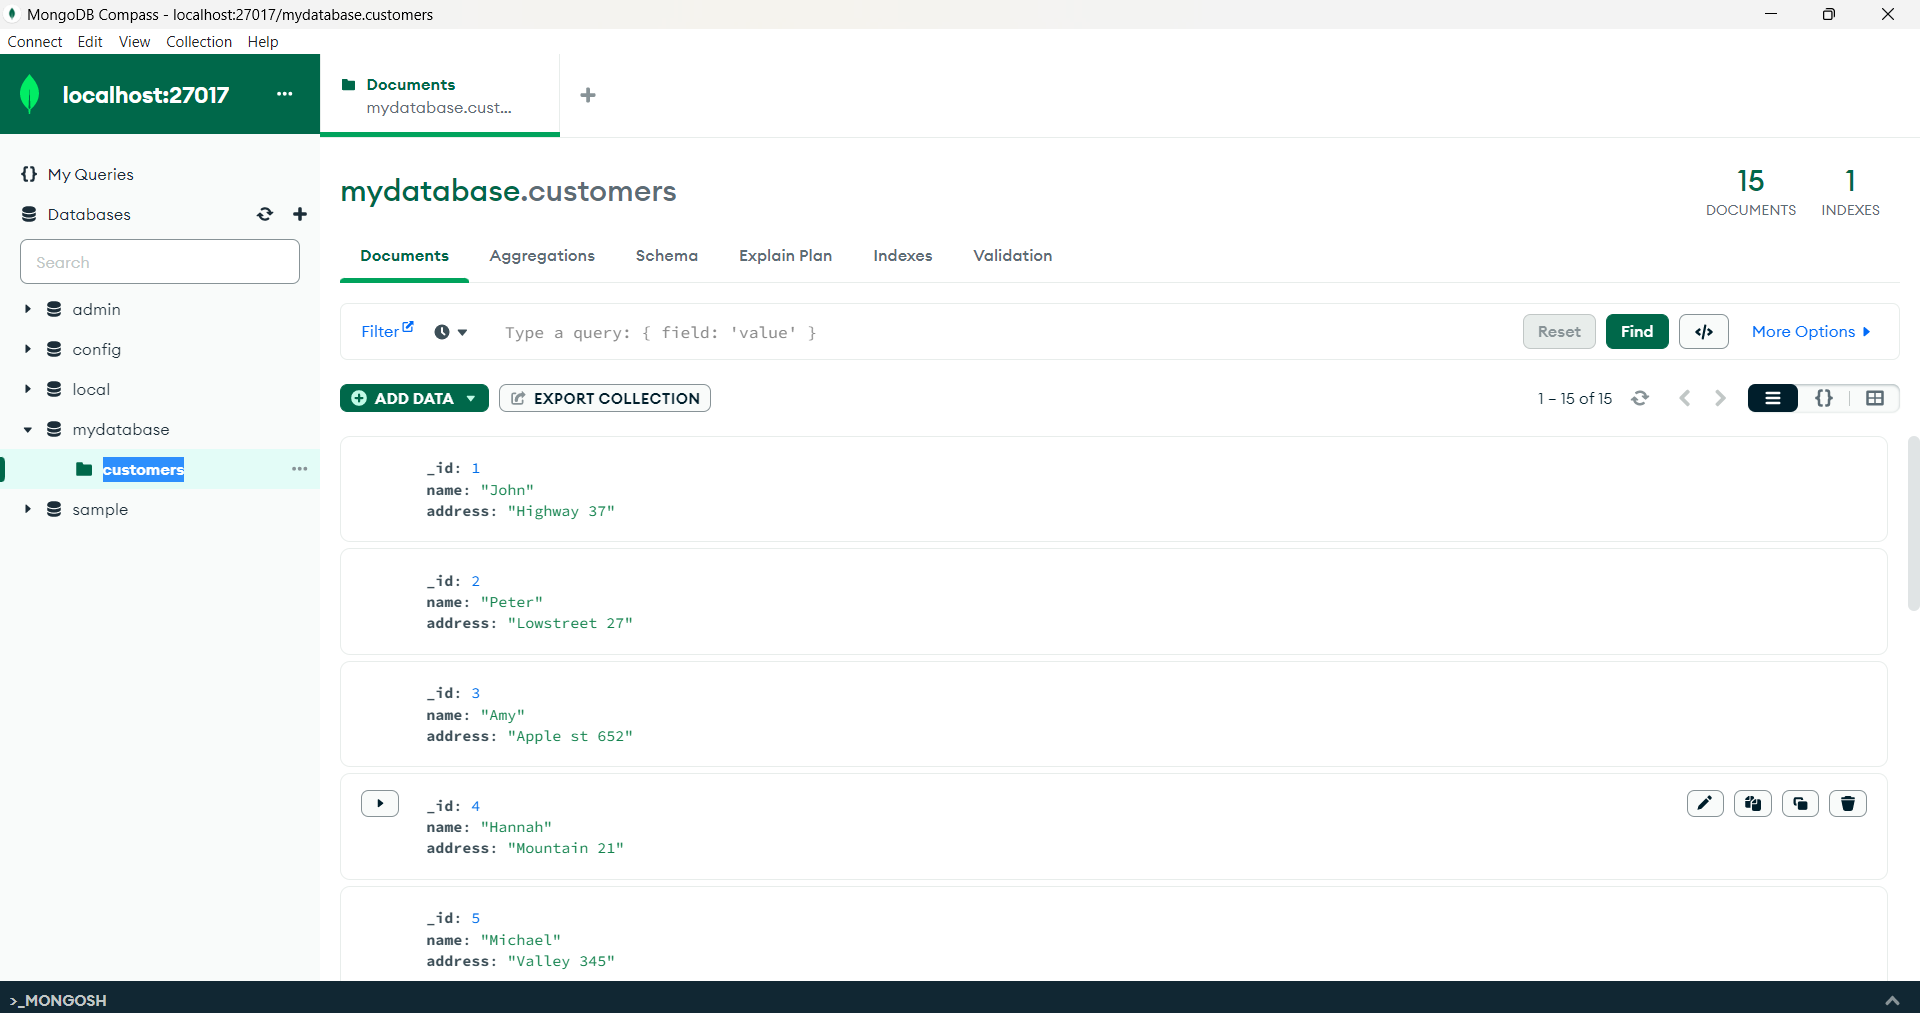 MongoDB Compass - localhost:27017/mydatabase.customers
Connect Edit View Collection Help
localhost:27017 ...
Documents
mydatabase.cust...
My Queries
Databases
Search
admin
config
local
mydatabase
customers ...
sample
mydatabase.customers
15
DOCUMENTS
1
INDEXES
Documents Aggregations Schema Explain Plan Indexes Validation
Filter Type a query: { field: 'value' } Reset Find </> More Options
ADD DATA EXPORT COLLECTION 1 – 15 of 15 {}
_id: 1
name: "John"
address: "Highway 37"
_id: 2
name: "Peter"
address: "Lowstreet 27"
_id: 3
name: "Amy"
address: "Apple st 652"
_id: 4
name: "Hannah"
address: "Mountain 21"
_id: 5
name: "Michael"
address: "Valley 345"
>_MONGOSH